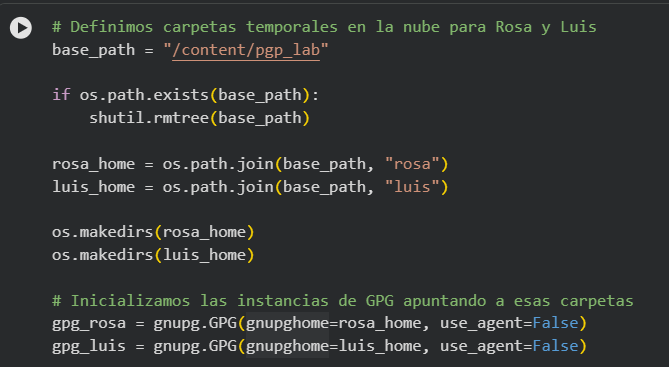 # Definimos carpetas temporales en la nube para Rosa y Luis
base_path = "/content/pgp_lab"
if os.path.exists(base_path):
    shutil.rmtree(base_path)
rosa_home = os.path.join(base_path, "rosa")
luis_home = os.path.join(base_path, "luis")
os.makedirs(rosa_home)
os.makedirs(luis_home)
# Inicializamos las instancias de GPG apuntando a esas carpetas
gpg_rosa = gnupg.GPG(gnupghome=rosa_home, use_agent=False)
gpg_luis = gnupg.GPG(gnupghome=luis_home, use_agent=False)